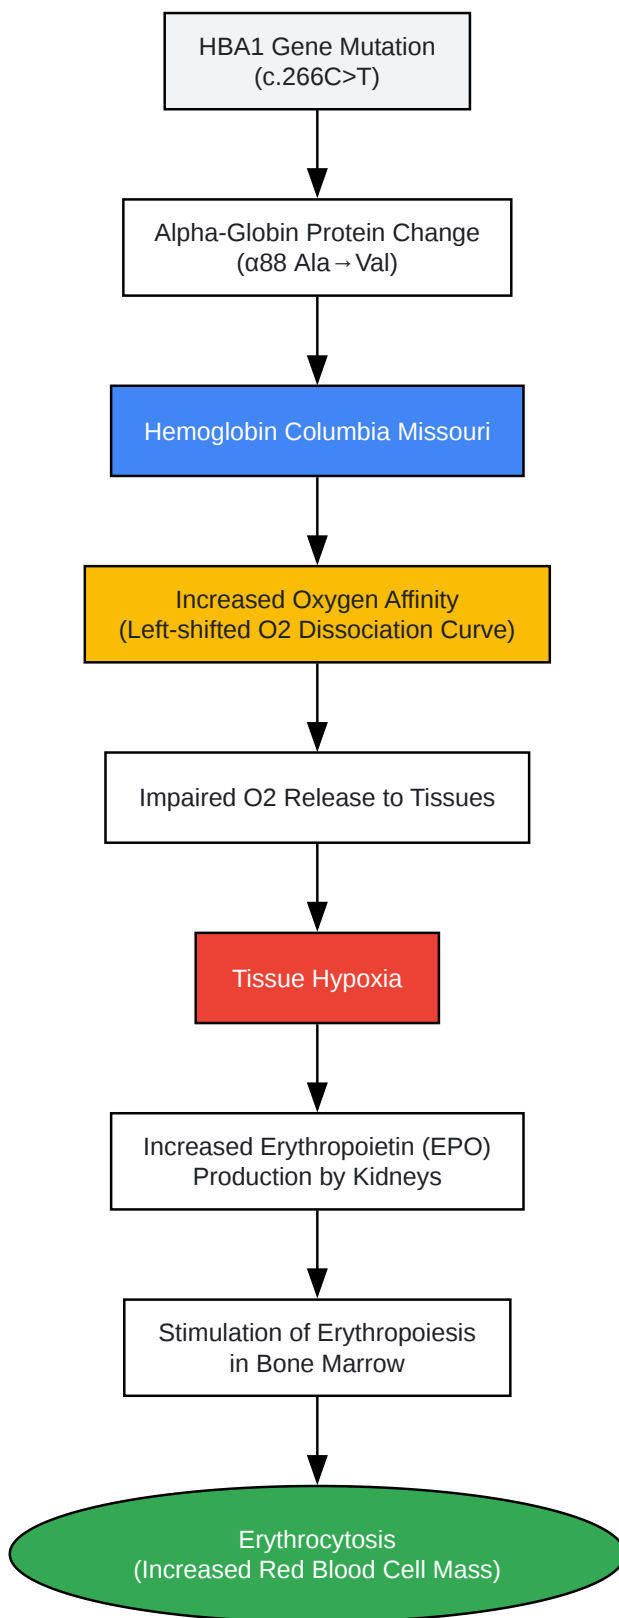 HBA1 Gene Mutation
(c.266C>T)
Alpha-Globin Protein Change
(α88 Ala→Val)
Hemoglobin Columbia Missouri
Increased Oxygen Affinity
(Left-shifted O2 Dissociation Curve)
Impaired O2 Release to Tissues
Tissue Hypoxia
Increased Erythropoietin (EPO)
Production by Kidneys
Stimulation of Erythropoiesis
in Bone Marrow
Erythrocytosis
(Increased Red Blood Cell Mass)